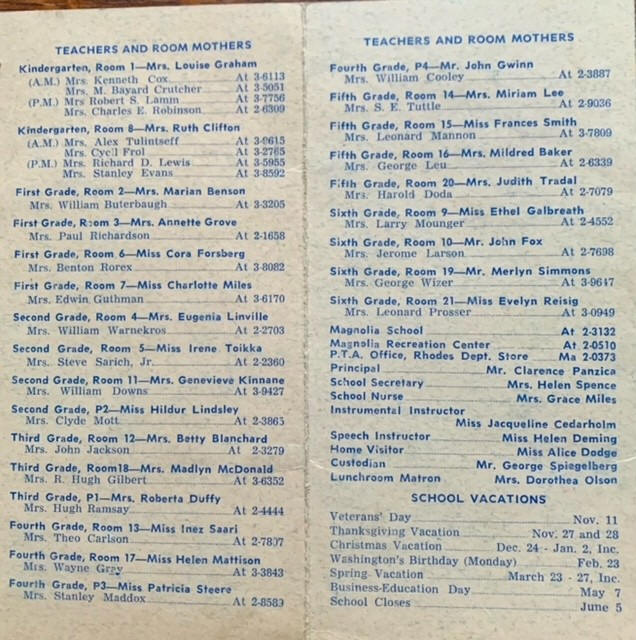 TEACHERS AND ROOM MOTHERS
Kindergarten, Room 1—Mrs. Louise Graham
(A.M.) Mrs. Kenneth Cox At 3-6113
Mrs. M. Bayard Crutcher At 3-5051
(P.M.) Mrs Robert S. Lamm At 3-7756
Mrs. Charles E. Robinson At 2-6309
Kindergarten, Room 8—Mrs. Ruth Clifton
(A.M.) Mrs. Alex Tulintseff At 3-0615
Mrs. Cycil Frol At 3-2765
(P.M.) Mrs. Richard D. Lewis At 3-5955
Mrs. Stanley Evans At 3-8592
First Grade, Room 2—Mrs. Marian Benson
Mrs. William Buterbaugh At 3-3205
First Grade, Room 3—Mrs. Annette Grove
Mrs. Paul Richardson At 2-1658
First Grade, Room 6—Miss Cora Forsberg
Mrs. Benton Rorex At 3-8082
First Grade, Room 7—Miss Charlotte Miles
Mrs. Edwin Guthman At 3-6170
Second Grade, Room 4—Mrs. Eugenia Linville
Mrs. William Warnekros At 2-2703
Second Grade, Room 5—Miss Irene Toikka
Mrs. Steve Sarich, Jr. At 2-2360
Second Grade, Room 11—Mrs. Genevieve Kinnane
Mrs. William Downs At 3-9427
Second Grade, P2—Miss Hildur Lindsley
Mrs. Clyde Mott At 2-3865
Third Grade, Room 12—Mrs. Betty Blanchard
Mrs. John Jackson At 2-3279
Third Grade, Room18—Mrs. Madlyn McDonald
Mrs. R. Hugh Gilbert At 3-6352
Third Grade, P1—Mrs. Roberta Duffy
Mrs. Hugh Ramsay At 2-4444
Fourth Grade, Room 13—Miss Inez Saari
Mrs. Theo Carlson At 2-7807
Fourth Grade, Room 17—Miss Helen Mattison
Mrs. Wayne Gray At 3-3843
Fourth Grade, P3—Miss Patricia Steere
Mrs. Stanley Maddox At 2-8583
TEACHERS AND ROOM MOTHERS
Fourth Grade, P4—Mr. John Gwinn
Mrs. William Cooley At 2-3887
Fifth Grade, Room 14—Mrs. Miriam Lee
Mrs. S. E. Tuttle At 2-9036
Fifth Grade, Room 15—Miss Frances Smith
Mrs. Leonard Mannon At 3-7809
Fifth Grade, Room 16—Mrs. Mildred Baker
Mrs. George Leu At 2-6339
Fifth Grade, Room 20—Mrs. Judith Tradal
Mrs. Harold Doda At 2-7079
Sixth Grade, Room 9—Miss Ethel Galbreath
Mrs. Larry Mounger At 2-4552
Sixth Grade, Room 10—Mr. John Fox
Mrs. Jerome Larson At 2-7698
Sixth Grade, Room 19—Mr. Merlyn Simmons
Mrs. George Wizer At 3-9647
Sixth Grade, Room 21—Miss Evelyn Reisig
Mrs. Leonard Prosser At 3-0949
Magnolia School At 2-3132
Magnolia Recreation Center At 2-0510
P.T.A. Office, Rhodes Dept. Store Ma 2-0373
Principal Mr. Clarence Panzica
School Secretary Mrs. Helen Spence
School Nurse Mrs. Grace Miles
Instrumental Instructor
Miss Jacqueline Cedarholm
Speech Instructor Miss Helen Deming
Home Visitor Miss Alice Dodge
Custodian Mr. George Spiegelberg
Lunchroom Matron Mrs. Dorothea Olson
SCHOOL VACATIONS
Veterans' Day Nov. 11
Thanksgiving Vacation Nov. 27 and 28
Christmas Vacation Dec. 24 - Jan. 2, Inc.
Washington's Birthday (Monday) Feb. 23
Spring Vacation March 23 - 27, Inc.
Business-Education Day May 7
School Closes June 5